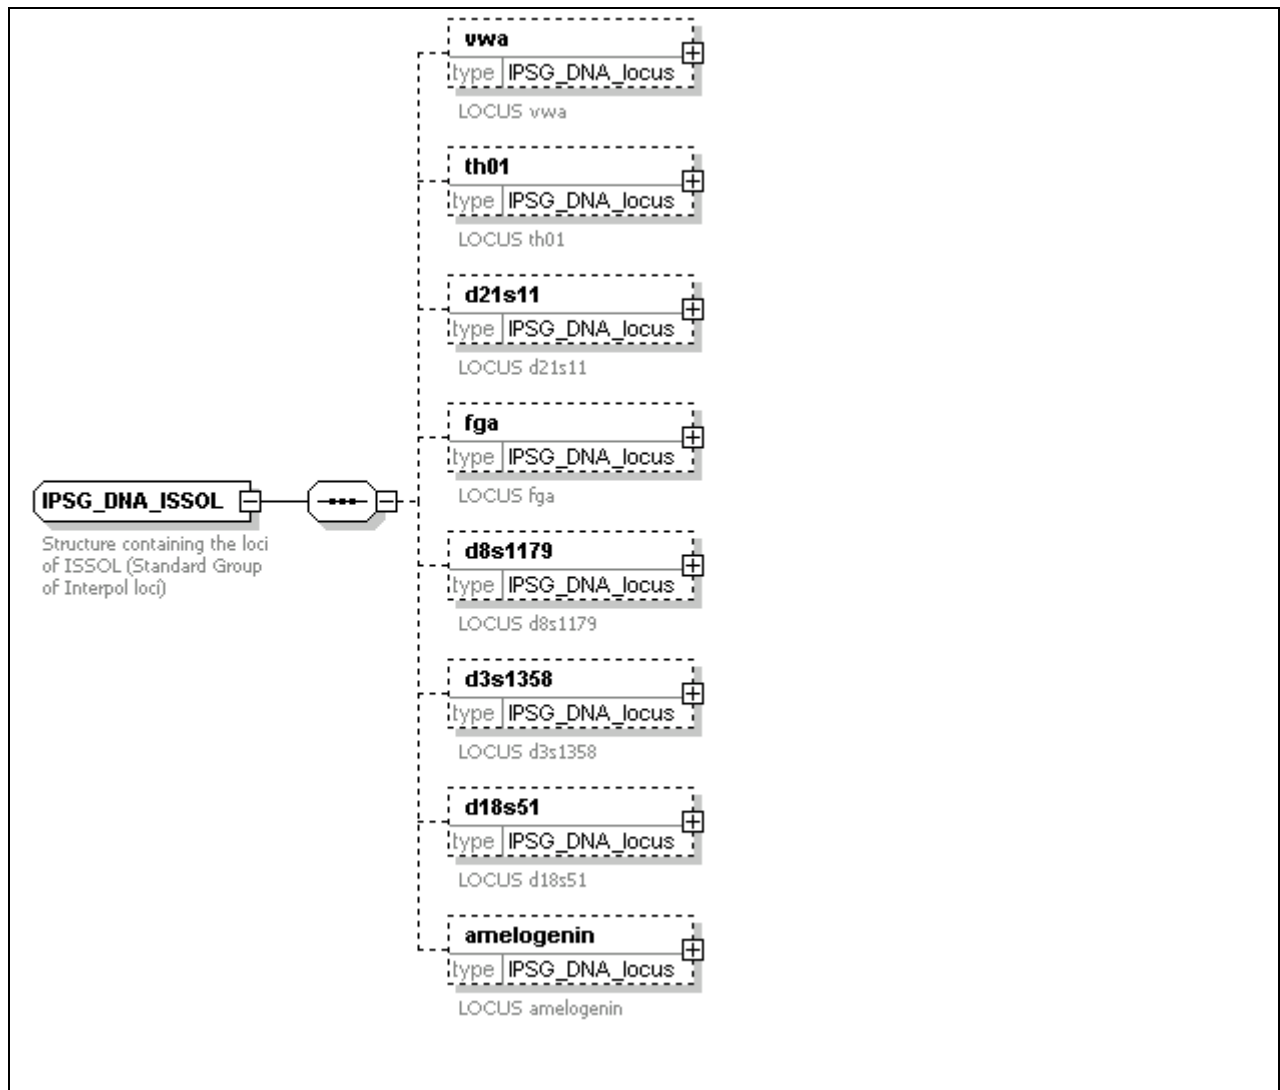 vwa
type IPSG_DNA_locus
LOCUS vwa
th01
type IPSG_DNA_locus
LOCUS th01
d21s11
type IPSG_DNA_locus
LOCUS d21s11
fga
type IPSG_DNA_locus
LOCUS fga
IPSG_DNA_ISSOL
Structure containing the loci
of ISSOL (Standard Group
of Interpol loci)
d8s1179
type IPSG_DNA_locus
LOCUS d8s1179
d3s1358
type IPSG_DNA_locus
LOCUS d3s1358
d18s51
type IPSG_DNA_locus
LOCUS d18s51
amelogenin
type IPSG_DNA_locus
LOCUS amelogenin